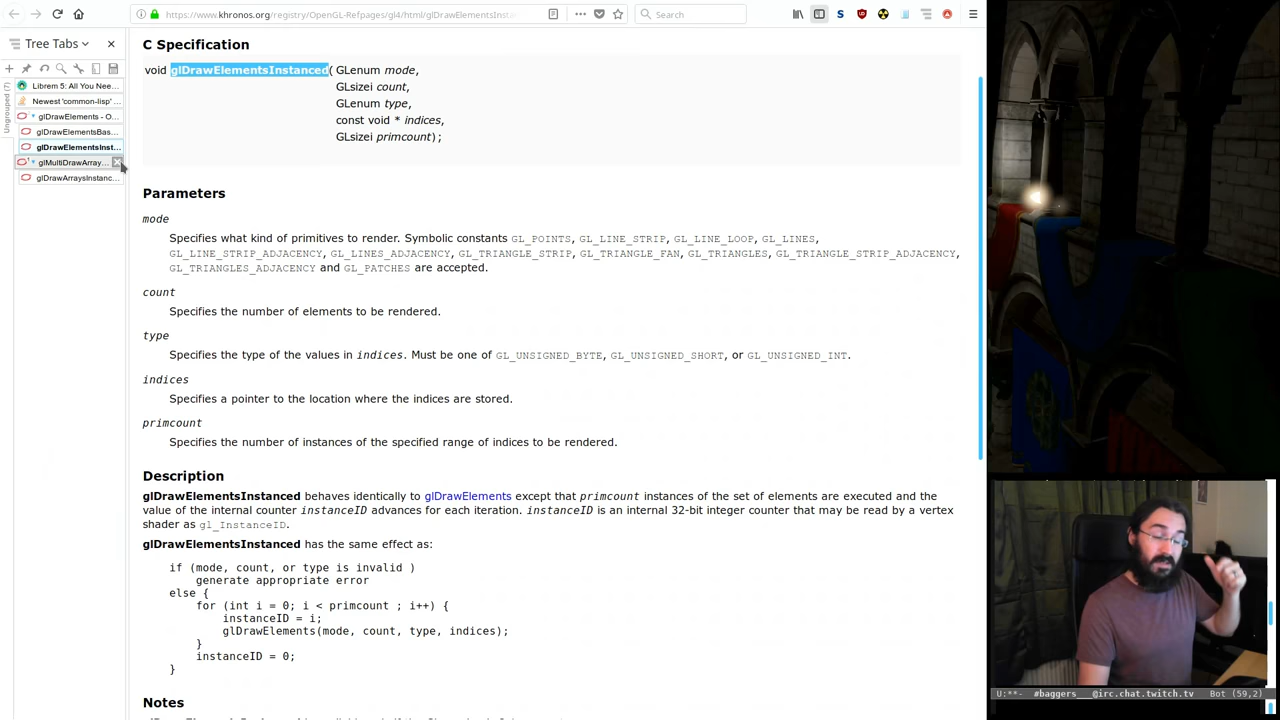 https://www.khronos.org/registry/OpenGL-Refpages/gl4/html/glDrawElementsInst
Search
Tree Tabs
Ungrouped (7)
Librem 5: All You Nee...
Newest 'common-lisp' ...
glDrawElements - O...
glDrawElementsBas...
glDrawElementsInst...
glMultiDrawArray...
glDrawArraysInstanc...
C Specification
void glDrawElementsInstanced( GLenum mode,
GLsizei count,
GLenum type,
const void * indices,
GLsizei primcount);
Parameters
mode
Specifies what kind of primitives to render. Symbolic constants GL_POINTS, GL_LINE_STRIP, GL_LINE_LOOP, GL_LINES,
GL_LINE_STRIP_ADJACENCY, GL_LINES_ADJACENCY, GL_TRIANGLE_STRIP, GL_TRIANGLE_FAN, GL_TRIANGLES, GL_TRIANGLE_STRIP_ADJACENCY,
GL_TRIANGLES_ADJACENCY and GL_PATCHES are accepted.
count
Specifies the number of elements to be rendered.
type
Specifies the type of the values in indices. Must be one of GL_UNSIGNED_BYTE, GL_UNSIGNED_SHORT, or GL_UNSIGNED_INT.
indices
Specifies a pointer to the location where the indices are stored.
primcount
Specifies the number of instances of the specified range of indices to be rendered.
Description
glDrawElementsInstanced behaves identically to glDrawElements except that primcount instances of the set of elements are executed and the
value of the internal counter instanceID advances for each iteration. instanceID is an internal 32-bit integer counter that may be read by a vertex
shader as gl_InstanceID.
glDrawElementsInstanced has the same effect as:
if (mode, count, or type is invalid )
generate appropriate error
else {
for (int i = 0; i < primcount ; i++) {
instanceID = i;
glDrawElements(mode, count, type, indices);
}
instanceID = 0;
}
Notes
U:**- #baggers___@irc.chat.twitch.tv Bot (59,2)